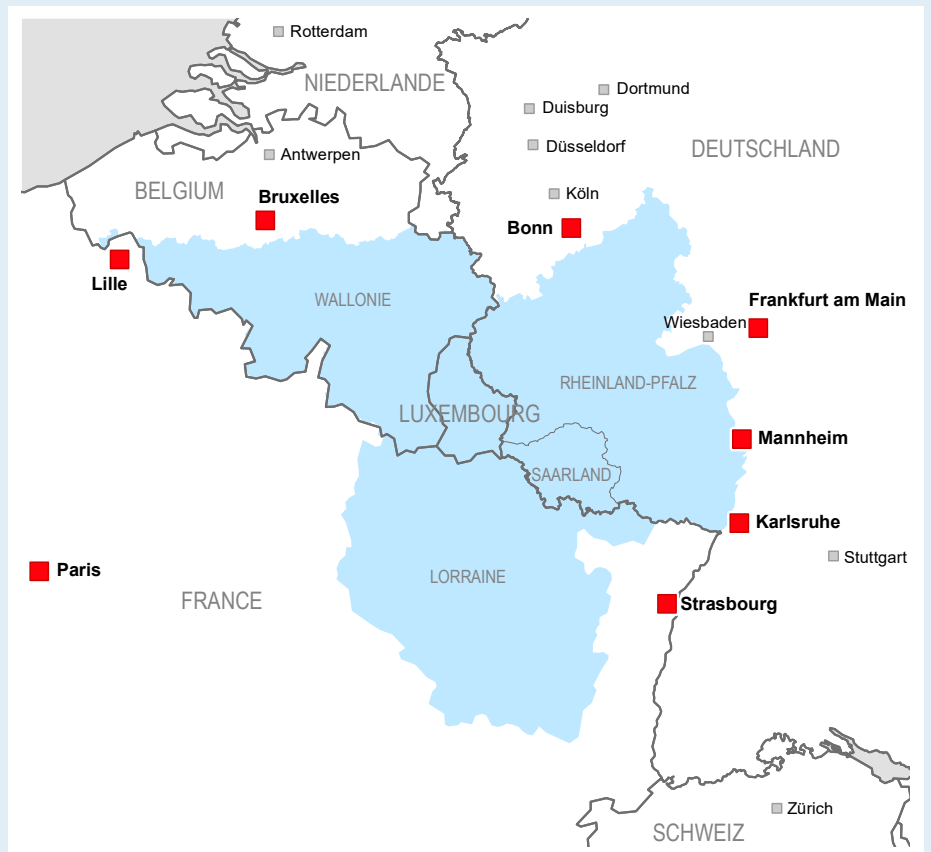 Rotterdam
NIEDERLANDE
Dortmund
Duisburg
Düsseldorf
DEUTSCHLAND
Antwerpen
BELGIUM
Bruxelles
Köln
Bonn
Lille
WALLONIE
Frankfurt am Main
Wiesbaden
RHEINLAND-PFALZ
LUXEMBOURG
Mannheim
SAARLAND
Karlsruhe
Stuttgart
Paris
LORRAINE
FRANCE
Strasbourg
Zürich
SCHWEIZ